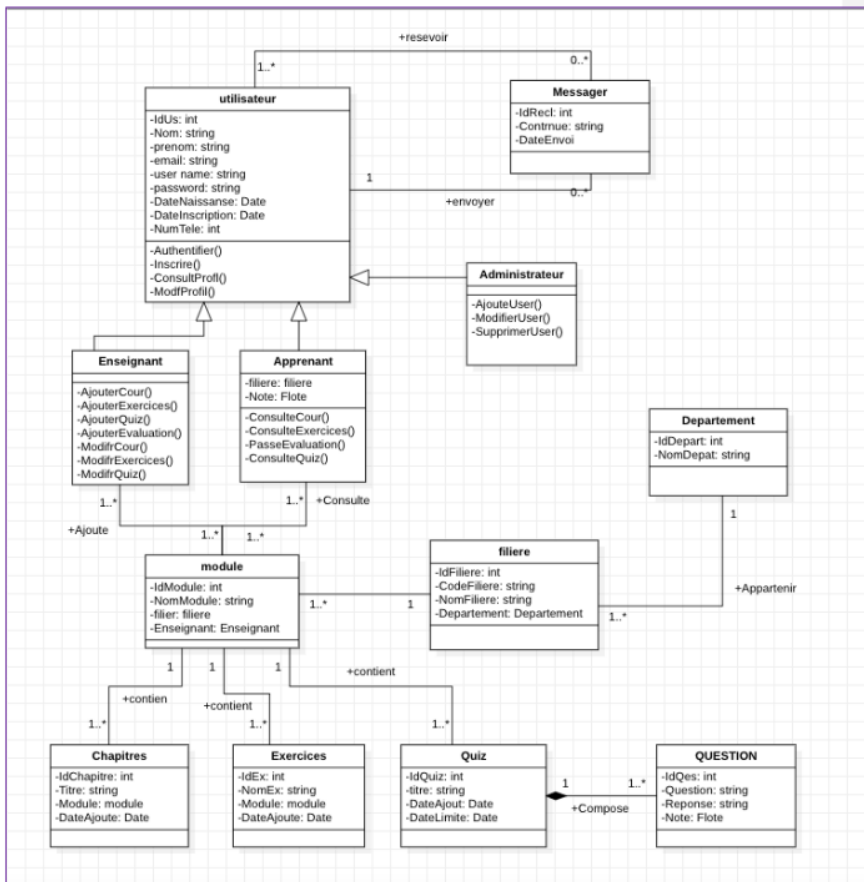 +resevoir
1..*
0..*
utilisateur
-IdUs: int
-Nom: string
-prenom: string
-email: string
-user name: string
-password: string
-DateNaissanse: Date
-DateInscription: Date
-NumTele: int
-Authentifier()
-Inscrire()
-ConsultProfl()
-ModfProfil()
Messager
-IdRecl: int
-Contrnue: string
-DateEnvoi
1
0..*
+envoyer
Administrateur
-AjouteUser()
-ModifierUser()
-SupprimerUser()
Enseignant
-AjouterCour()
-AjouterExercices()
-AjouterQuiz()
-AjouterEvaluation()
-ModifrCour()
-ModifrExercices()
-ModifrQuiz()
Apprenant
-filiere: filiere
-Note: Flote
-ConsulteCour()
-ConsulteExercices()
-PasseEvaluation()
-ConsulteQuiz()
Departement
-IdDepart: int
-NomDepat: string
1..*
1..*
+Consulte
+Ajoute
1..*
1..*
1
+Appartenir
1..*
module
-IdModule: int
-NomModule: string
-filier: filiere
-Enseignant: Enseignant
1..*
1
filiere
-IdFiliere: int
-CodeFiliere: string
-NomFiliere: string
-Departement: Departement
1
1
1
+contien
+contient
+contient
1..*
1..*
1..*
Chapitres
-IdChapitre: int
-Titre: string
-Module: module
-DateAjoute: Date
Exercices
-IdEx: int
-NomEx: string
-Module: module
-DateAjoute: Date
Quiz
-IdQuiz: int
-titre: string
-DateAjout: Date
-DateLimite: Date
1
1..*
+Compose
QUESTION
-IdQes: int
-Question: string
-Reponse: string
-Note: Flote